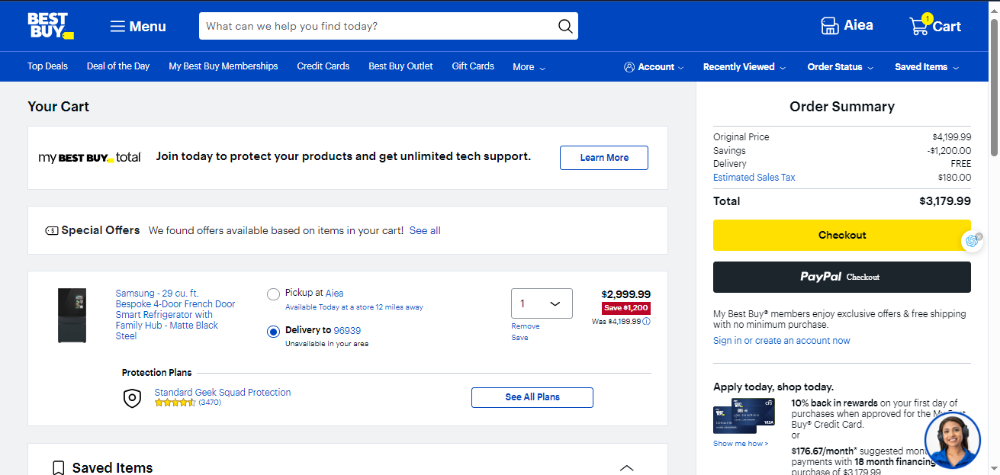 BEST BUY
Menu
What can we help you find today?
Aiea
1
Cart
Top Deals
Deal of the Day
My Best Buy Memberships
Credit Cards
Best Buy Outlet
Gift Cards
More
Account
Recently Viewed
Order Status
Saved Items
Your Cart
my BEST BUY total
Join today to protect your products and get unlimited tech support.
Learn More
Special Offers
We found offers available based on items in your cart! See all
Samsung - 29 cu. ft.
Bespoke 4-Door French Door
Smart Refrigerator with
Family Hub - Matte Black
Steel
Pickup at Aiea
Available Today at a store 12 miles away
Delivery to 96939
Unavailable in your area
1
Remove
Save
$2,999.99
Save $1,200
Was $4,199.99
Protection Plans
Standard Geek Squad Protection
(3470)
See All Plans
Saved Items
Order Summary
Original Price $4,199.99
Savings -$1,200.00
Delivery FREE
Estimated Sales Tax $180.00
Total $3,179.99
Checkout
PayPal Checkout
My Best Buy® members enjoy exclusive offers & free shipping
with no minimum purchase.
Sign in or create an account now
Apply today, shop today.
citi
VISA
Show me how >
10% back in rewards on your first day of
purchases when approved for the My Best
Buy® Credit Card.
or
$176.67/month* suggested
payments with 18 month financing
purchase of $3,179.99